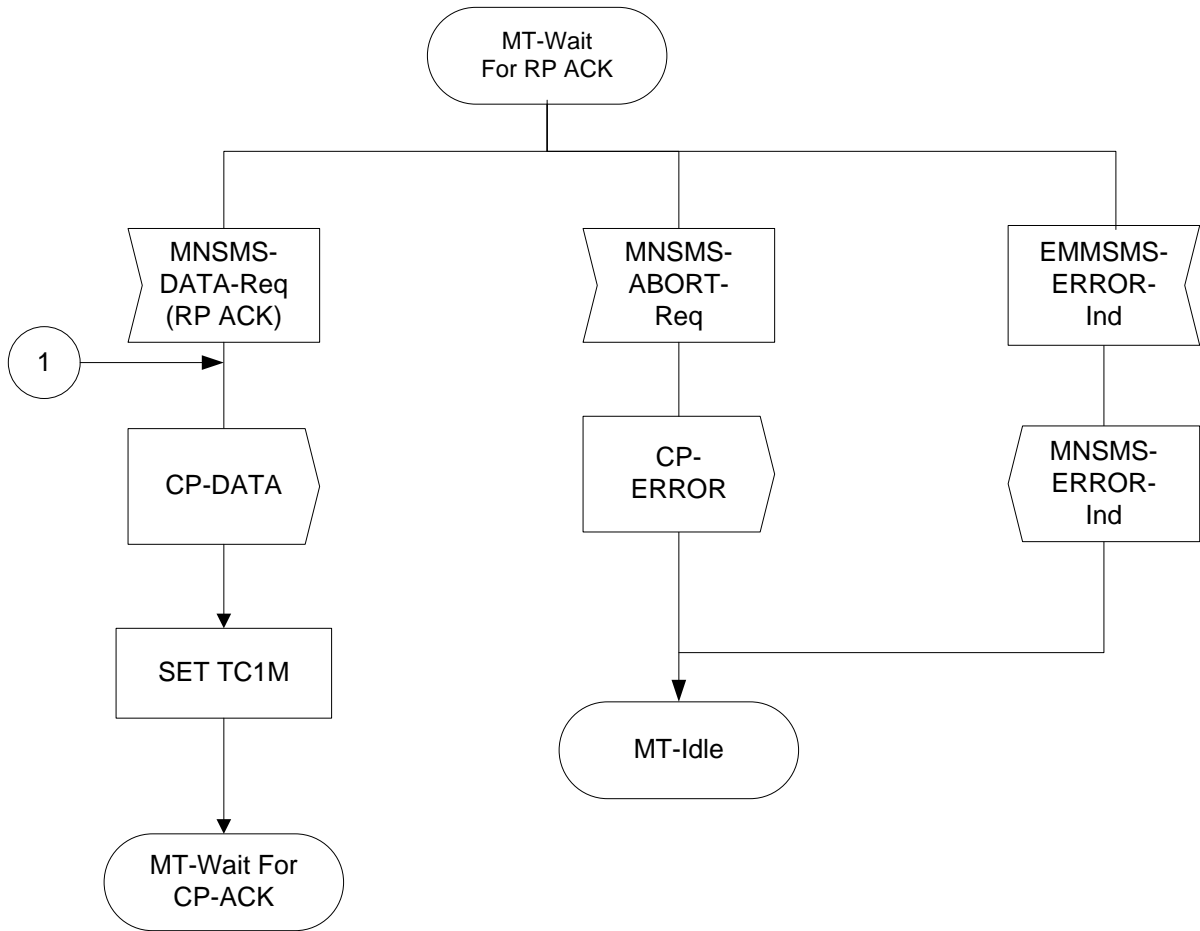 MT-Wait
For RP ACK
MNSMS-
DATA-Req
(RP ACK)
MNSMS-
ABORT-
Req
EMMSMS-
ERROR-
Ind
1
CP-DATA
CP-
ERROR
MNSMS-
ERROR-
Ind
SET TC1M
MT-Idle
MT-Wait For
CP-ACK